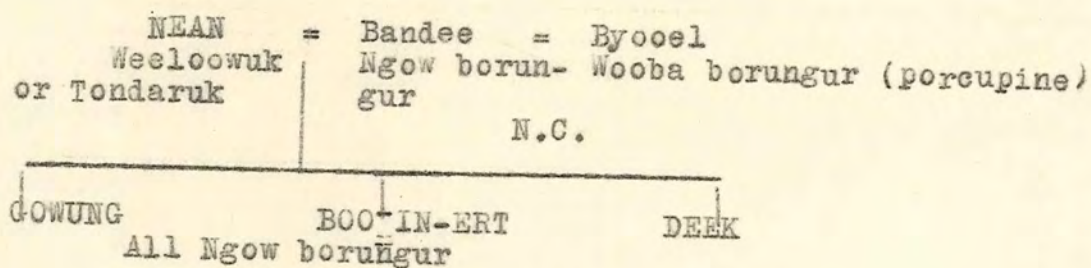 NEAN = Bandee = Byooel
Weeloowuk Ngow borun- Wooba borungur (porcupine)
or Tondaruk gur
N.C.
GOWUNG BOO-IN-ERT DEEK
All Ngow borungur